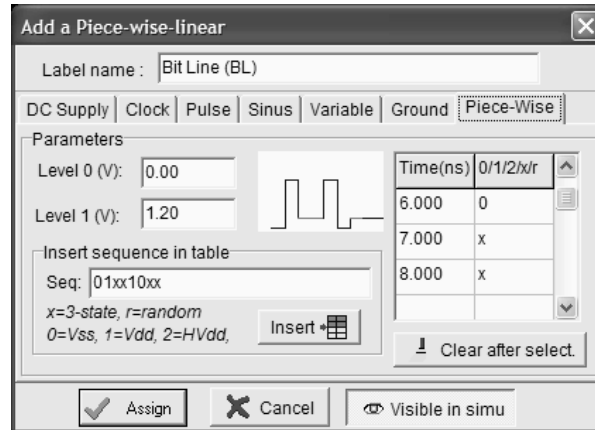 Add a Piece-wise-linear
Label name : Bit Line (BL)
DC Supply Clock Pulse Sinus Variable Ground Piece-Wise
Parameters
Level 0 (V): 0.00
Level 1 (V): 1.20
Insert sequence in table
Seq: 01xx10xx
x=3-state, r=random
0=Vss, 1=Vdd, 2=HVdd,
Insert
Time(ns) 0/1/2/x/r
6.000 0
7.000 x
8.000 x
Clear after select.
Assign Cancel Visible in simu